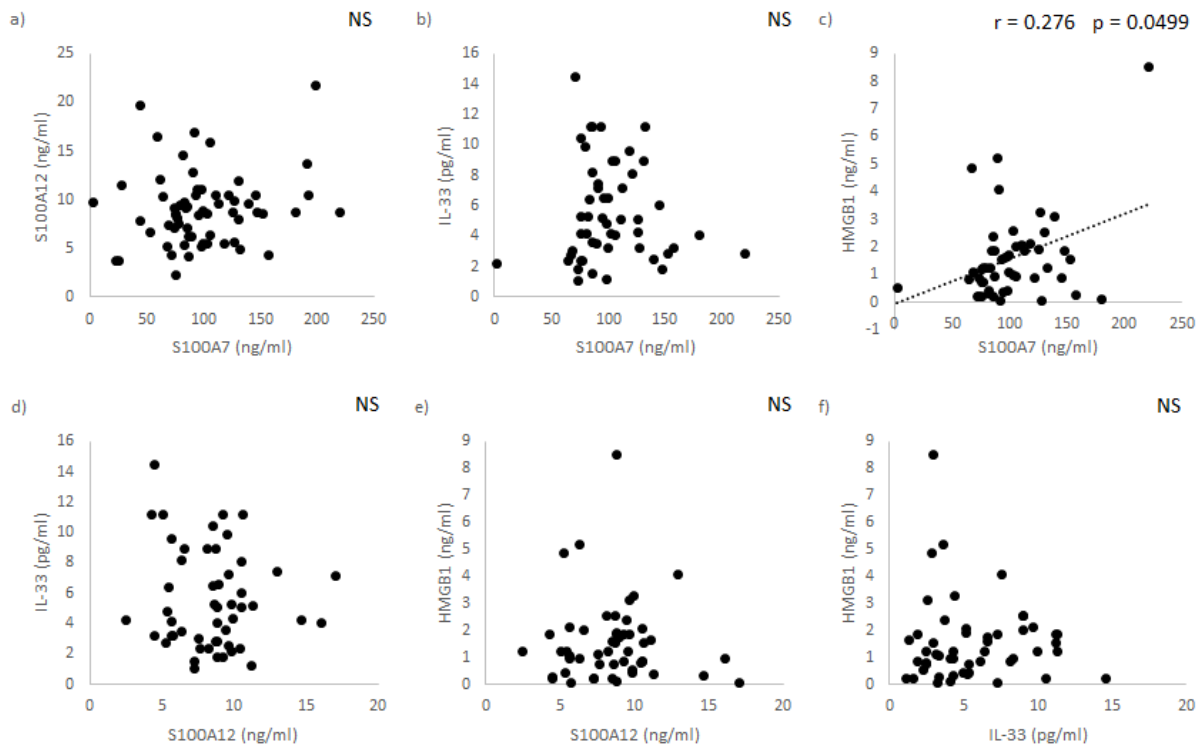 a)
NS
25
20
15
10
5
0
S100A12 (ng/ml)
0 50 100 150 200 250
S100A7 (ng/ml)
b)
NS
16
14
12
10
8
6
4
2
0
IL-33 (pg/ml)
0 50 100 150 200 250
S100A7 (ng/ml)
c)
r = 0.276 p = 0.0499
9
8
7
6
5
4
3
2
1
0
-1
HMGB1 (ng/ml)
0 50 100 150 200 250
S100A7 (ng/ml)
d)
NS
16
14
12
10
8
6
4
2
0
IL-33 (pg/ml)
0 5 10 15 20
S100A12 (ng/ml)
e)
NS
9
8
7
6
5
4
3
2
1
0
HMGB1 (ng/ml)
0 5 10 15 20
S100A12 (ng/ml)
f)
NS
9
8
7
6
5
4
3
2
1
0
HMGB1 (ng/ml)
0 5 10 15 20
IL-33 (pg/ml)